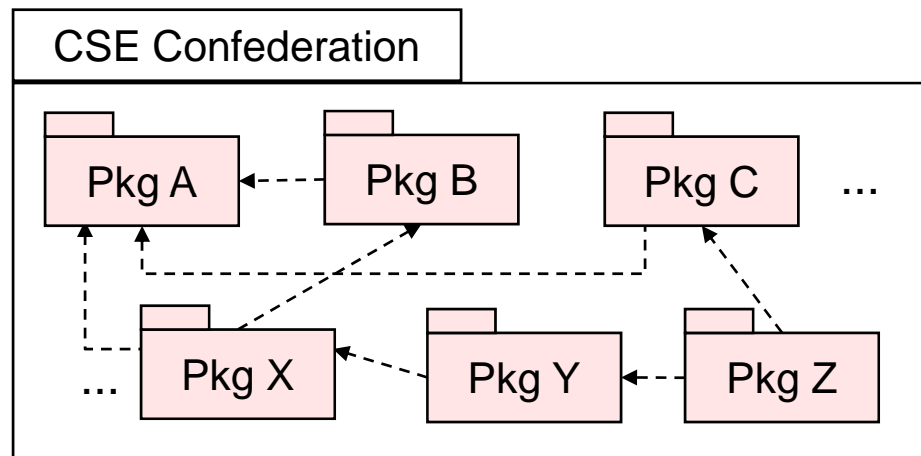 CSE Confederation
Pkg A
Pkg B
Pkg C
...
...
Pkg X
Pkg Y
Pkg Z